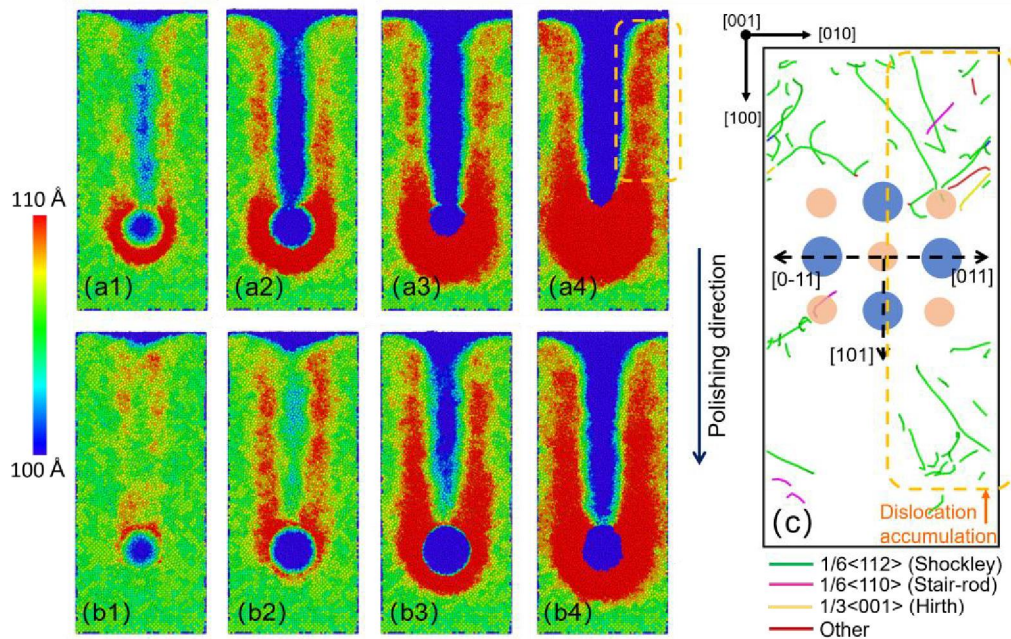 110 Å
100 Å
(a1)
(a2)
(a3)
(a4)
(b1)
(b2)
(b3)
(b4)
Polishing direction
[001]
[010]
[100]
[0-11]
[011]
[101]
(c)
Dislocation
accumulation
1/6<112> (Shockley)
1/6<110> (Stair-rod)
1/3<001> (Hirth)
Other